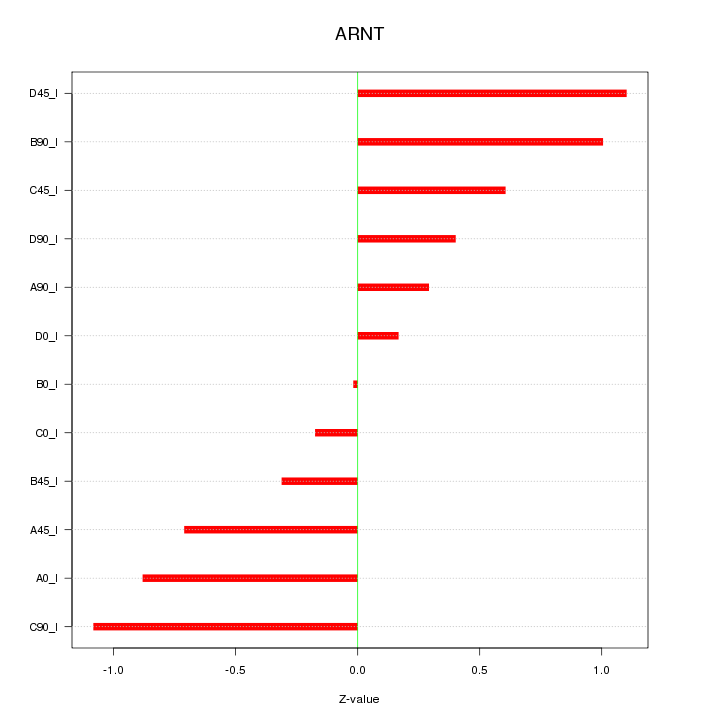 ARNT
D45_I
B90_I
C45_I
D90_I
A90_I
D0_I
B0_I
C0_I
B45_I
A45_I
A0_I
C90_I
-1.0 -0.5 0.0 0.5 1.0
Z-value